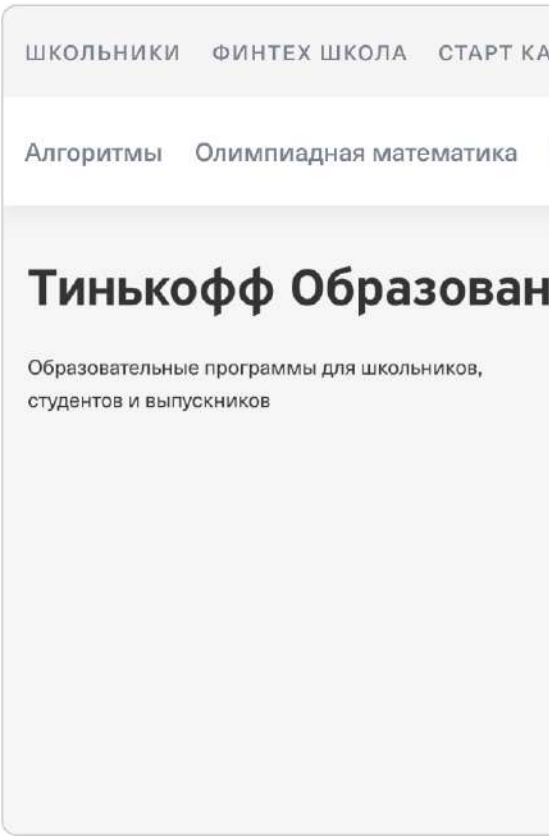 ШКОЛЬНИКИ ФИНТЕХ ШКОЛА СТАРТ КА
Алгоритмы Олимпиадная математика
Тинькофф Образован
Образовательные программы для школьников,
студентов и выпускников